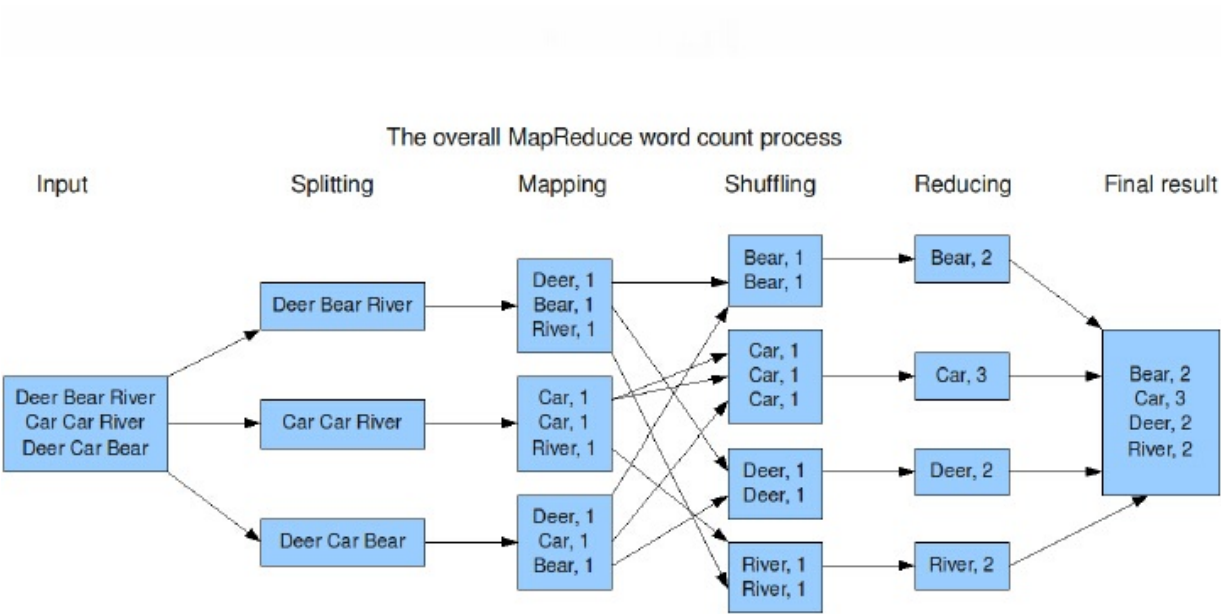 The overall MapReduce word count process
Input
Splitting
Mapping
Shuffling
Reducing
Final result
Deer Bear River
Car Car River
Deer Car Bear
Deer Bear River
Car Car River
Deer Car Bear
Deer, 1
Bear, 1
River, 1
Car, 1
Car, 1
River, 1
Deer, 1
Car, 1
Bear, 1
Bear, 1
Bear, 1
Car, 1
Car, 1
Car, 1
Deer, 1
Deer, 1
River, 1
River, 1
Bear, 2
Car, 3
Deer, 2
River, 2
Bear, 2
Car, 3
Deer, 2
River, 2